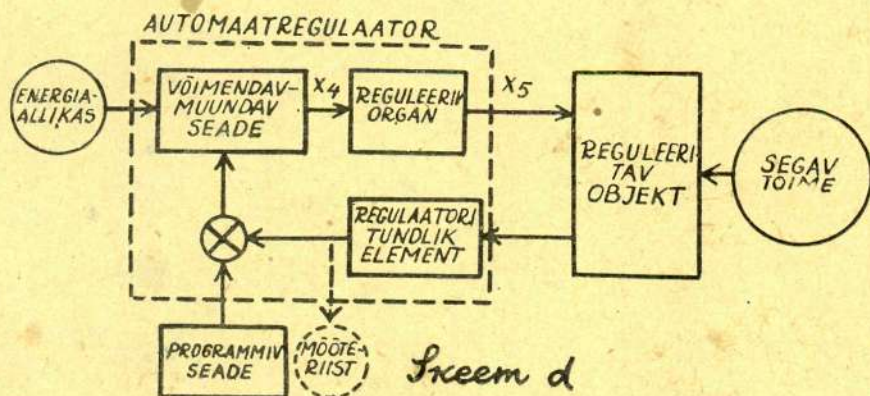 AUTOMAATREGULAATOR
ENERGIA-
ALLIKAS
VÕIMENDAV-
MUUNDAV
SEADE
X4
REGULEERIV
ORGAN
X5
REGULEERI
TAV
OBJEKT
SEGAV
TOIME
REGULAATORI
TUNDLIK
ELEMENT
PROGRAMMIV
SEADE
MÕÕTE-
RIIST
Skeem d